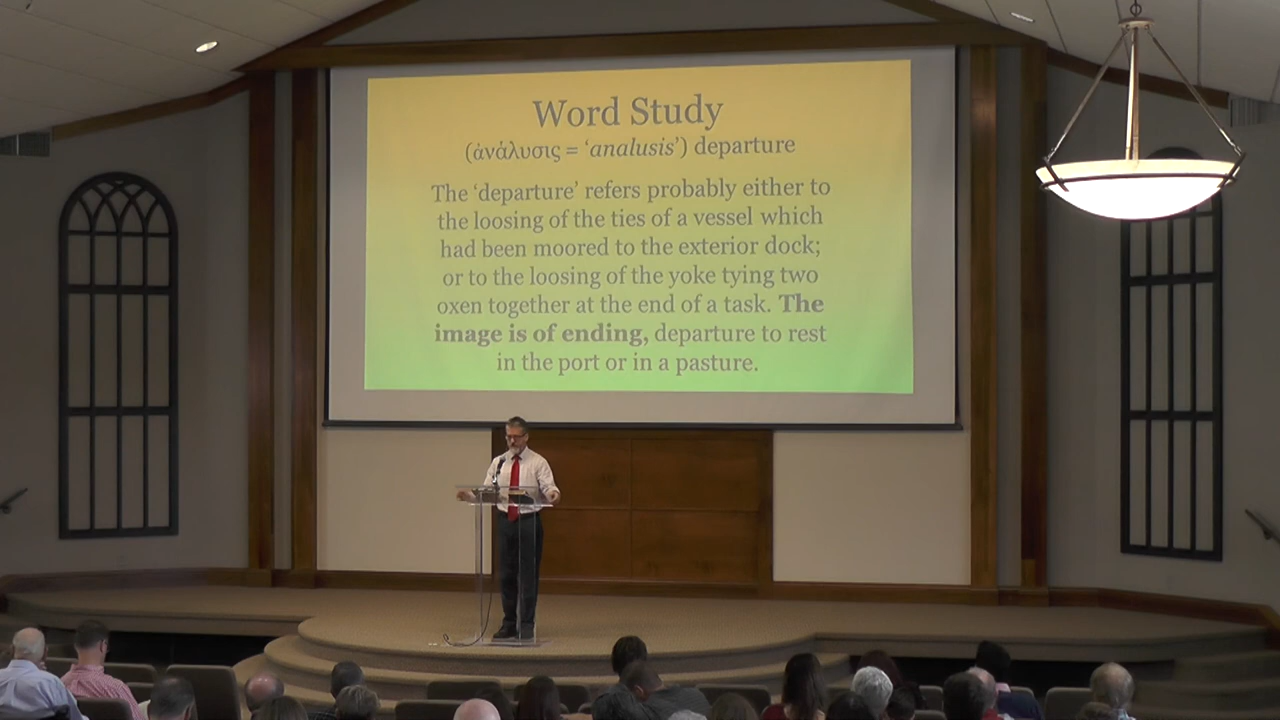 Word Study
(ἀνάλυσις = ‘analusis’) departure
The ‘departure’ refers probably either to
the loosing of the ties of a vessel which
had been moored to the exterior dock;
or to the loosing of the yoke tying two
oxen together at the end of a task. The
image is of ending, departure to rest
in the port or in a pasture.